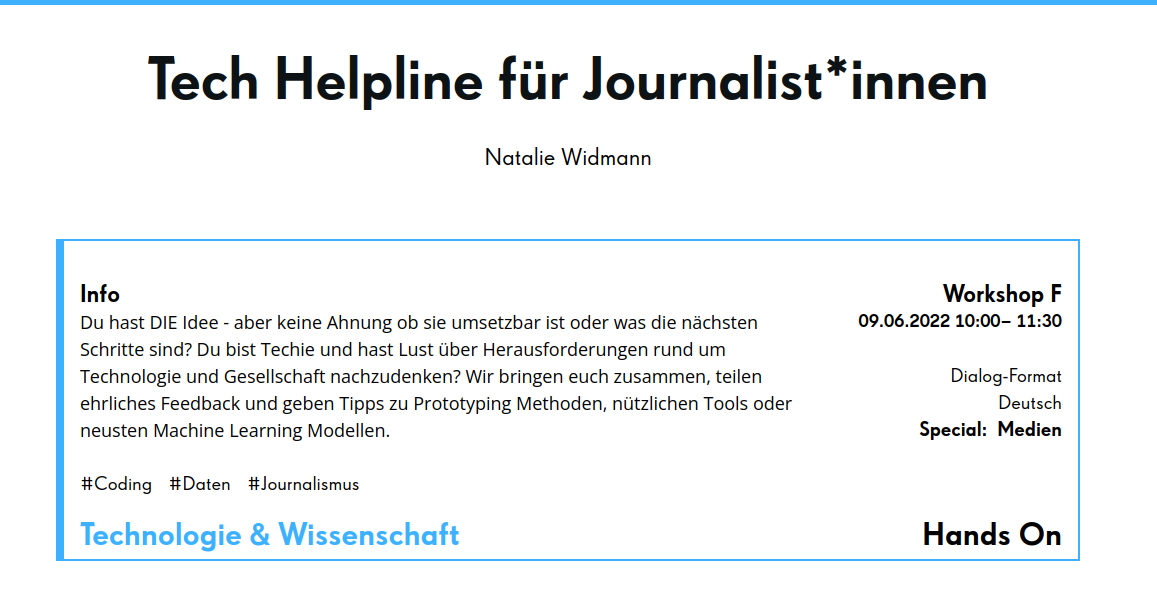 Tech Helpline für Journalist*innen
Natalie Widmann
Info
Du hast DIE Idee - aber keine Ahnung ob sie umsetzbar ist oder was die nächsten
Schritte sind? Du bist Techie und hast Lust über Herausforderungen rund um
Technologie und Gesellschaft nachzudenken? Wir bringen euch zusammen, teilen
ehrliches Feedback und geben Tipps zu Prototyping Methoden, nützlichen Tools oder
neusten Machine Learning Modellen.
#Coding #Daten #Journalismus
Technologie & Wissenschaft
Workshop F
09.06.2022 10:00– 11:30
Dialog-Format
Deutsch
Special: Medien
Hands On